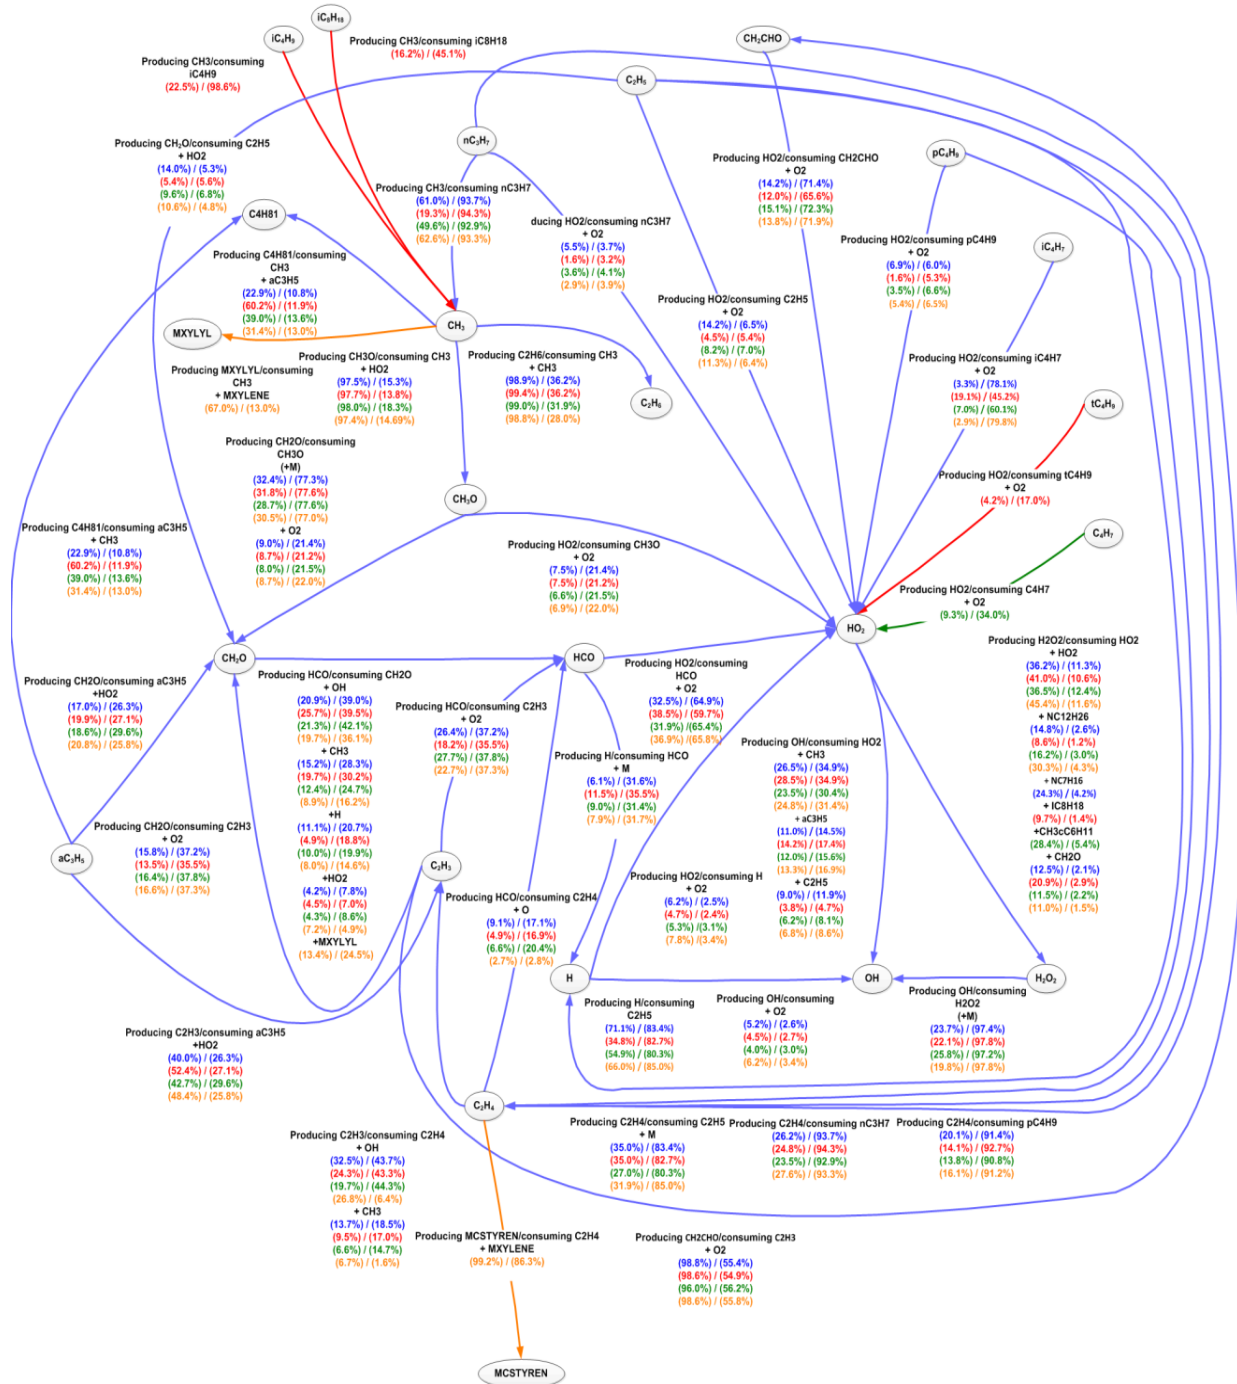 iC₈H₁₈
iC₄H₉
Producing CH3/consuming iC8H18
(16.2%) / (45.1%)
CH₂CHO
Producing CH3/consuming
iC4H9
(22.5%) / (98.6%)
C₂H₅
nC₃H₇
pC₄H₉
Producing CH₂O/consuming C2H5
+ HO2
(14.0%) / (5.3%)
(5.4%) / (5.6%)
(9.6%) / (6.8%)
(10.6%) / (4.8%)
Producing CH3/consuming nC3H7
(61.0%) / (93.7%)
(19.3%) / (94.3%)
(49.6%) / (92.9%)
(62.6%) / (93.3%)
Producing HO2/consuming CH2CHO
+ O2
(14.2%) / (71.4%)
(12.0%) / (65.6%)
(15.1%) / (72.3%)
(13.8%) / (71.9%)
C4H81
ducing HO2/consuming nC3H7
+ O2
(5.5%) / (3.7%)
(1.6%) / (3.2%)
(3.6%) / (4.1%)
(2.9%) / (3.9%)
Producing HO2/consuming pC4H9
+ O2
(6.9%) / (6.0%)
(1.6%) / (5.3%)
(3.5%) / (6.6%)
(5.4%) / (6.5%)
iC₄H₇
Producing C4H81/consuming
CH3
+ aC3H5
(22.9%) / (10.8%)
(60.2%) / (11.9%)
(39.0%) / (13.6%)
(31.4%) / (13.0%)
Producing HO2/consuming C2H5
+ O2
(14.2%) / (6.5%)
(4.5%) / (5.4%)
(8.2%) / (7.0%)
(11.3%) / (6.4%)
MXYLYL
CH₃
Producing MXYLYL/consuming
CH3
+ MXYLENE
(67.0%) / (13.0%)
Producing CH3O/consuming CH3
+ HO2
(97.5%) / (15.3%)
(97.7%) / (13.8%)
(98.0%) / (18.3%)
(97.4%) / (14.69%)
Producing C2H6/consuming CH3
+ CH3
(98.9%) / (36.2%)
(99.4%) / (36.2%)
(99.0%) / (31.9%)
(98.8%) / (28.0%)
C₂H₆
Producing HO2/consuming iC4H7
+ O2
(3.3%) / (78.1%)
(19.1%) / (45.2%)
(7.0%) / (60.1%)
(2.9%) / (79.8%)
tC₄H₉
Producing CH2O/consuming
CH3O
(+M)
(32.4%) / (77.3%)
(31.8%) / (77.6%)
(28.7%) / (77.6%)
(30.5%) / (77.0%)
+ O2
(9.0%) / (21.4%)
(8.7%) / (21.2%)
(8.0%) / (21.5%)
(8.7%) / (22.0%)
CH₃O
Producing HO2/consuming tC4H9
+ O2
(4.2%) / (17.0%)
C₄H₇
Producing C4H81/consuming aC3H5
+ CH3
(22.9%) / (10.8%)
(60.2%) / (11.9%)
(39.0%) / (13.6%)
(31.4%) / (13.0%)
Producing HO2/consuming CH3O
+ O2
(7.5%) / (21.4%)
(7.5%) / (21.2%)
(6.6%) / (21.5%)
(6.9%) / (22.0%)
Producing HO2/consuming C4H7
+ O2
(9.3%) / (34.0%)
CH₂O
HCO
HO₂
Producing CH2O/consuming aC3H5
+HO2
(17.0%) / (26.3%)
(19.9%) / (27.1%)
(18.6%) / (29.6%)
(20.8%) / (25.8%)
Producing HCO/consuming CH2O
+ OH
(20.9%) / (39.0%)
(25.7%) / (39.5%)
(21.3%) / (42.1%)
(19.7%) / (36.1%)
+ CH3
(15.2%) / (28.3%)
(19.7%) / (30.2%)
(12.4%) / (24.7%)
(8.9%) / (16.2%)
+H
(11.1%) / (20.7%)
(4.9%) / (18.8%)
(10.0%) / (19.9%)
(8.0%) / (14.6%)
+HO2
(4.2%) / (7.8%)
(4.5%) / (7.0%)
(4.3%) / (8.6%)
(7.2%) / (4.9%)
+MXYLYL
(13.4%) / (24.5%)
Producing HCO/consuming C2H3
+ O2
(26.4%) / (37.2%)
(18.2%) / (35.5%)
(27.7%) / (37.8%)
(22.7%) / (37.3%)
Producing HO2/consuming
HCO
+ O2
(32.5%) / (64.9%)
(38.5%) / (59.7%)
(31.9%) /(65.4%)
(36.9%) /(65.8%)
Producing H/consuming HCO
+ M
(6.1%) / (31.6%)
(11.5%) / (35.5%)
(9.0%) / (31.4%)
(7.9%) / (31.7%)
Producing OH/consuming HO2
+ CH3
(26.5%) / (34.9%)
(28.5%) / (34.9%)
(23.5%) / (30.4%)
(24.8%) / (31.4%)
+ aC3H5
(11.0%) / (14.5%)
(14.2%) / (17.4%)
(12.0%) / (15.6%)
(13.3%) / (16.9%)
+ C2H5
(9.0%) / (11.9%)
(3.8%) / (4.7%)
(6.2%) / (8.1%)
(6.8%) / (8.6%)
Producing H2O2/consuming HO2
+ HO2
(36.2%) / (11.3%)
(41.0%) / (10.6%)
(36.5%) / (12.4%)
(45.4%) / (11.6%)
+ NC12H26
(14.8%) / (2.6%)
(8.6%) / (1.2%)
(16.2%) / (3.0%)
(30.3%) / (4.3%)
+ NC7H16
(24.3%) / (4.2%)
+ IC8H18
(9.7%) / (1.4%)
+CH3cC6H11
(28.4%) / (5.4%)
+ CH2O
(12.5%) / (2.1%)
(20.9%) / (2.9%)
(11.5%) / (2.2%)
(11.0%) / (1.5%)
aC₃H₅
Producing CH2O/consuming C2H3
+ O2
(15.8%) / (37.2%)
(13.5%) / (35.5%)
(16.4%) / (37.8%)
(16.6%) / (37.3%)
C₂H₃
Producing HCO/consuming C2H4
+ O
(9.1%) / (17.1%)
(4.9%) / (16.9%)
(6.6%) / (20.4%)
(2.7%) / (2.8%)
Producing HO2/consuming H
+ O2
(6.2%) / (2.5%)
(4.7%) / (2.4%)
(5.3%) /(3.1%)
(7.8%) /(3.4%)
H
OH
H₂O₂
Producing C2H3/consuming aC3H5
+HO2
(40.0%) / (26.3%)
(52.4%) / (27.1%)
(42.7%) / (29.6%)
(48.4%) / (25.8%)
Producing H/consuming
C2H5
(71.1%) / (83.4%)
(34.8%) / (82.7%)
(54.9%) / (80.3%)
(66.0%) / (85.0%)
Producing OH/consuming
+ O2
(5.2%) / (2.6%)
(4.5%) / (2.7%)
(4.0%) / (3.0%)
(6.2%) / (3.4%)
Producing OH/consuming
H2O2
(+M)
(23.7%) / (97.4%)
(22.1%) / (97.8%)
(25.8%) / (97.2%)
(19.8%) / (97.8%)
C₂H₄
Producing C2H3/consuming C2H4
+ OH
(32.5%) / (43.7%)
(24.3%) / (43.3%)
(19.7%) / (44.3%)
(26.8%) / (6.4%)
+ CH3
(13.7%) / (18.5%)
(9.5%) / (17.0%)
(6.6%) / (14.7%)
(6.7%) / (1.6%)
Producing C2H4/consuming C2H5
+ M
(35.0%) / (83.4%)
(35.0%) / (82.7%)
(27.0%) / (80.3%)
(31.9%) / (85.0%)
Producing C2H4/consuming nC3H7
(26.2%) / (93.7%)
(24.8%) / (94.3%)
(23.5%) / (92.9%)
(27.6%) / (93.3%)
Producing C2H4/consuming pC4H9
(20.1%) / (91.4%)
(14.1%) / (92.7%)
(13.8%) / (90.8%)
(16.1%) / (91.2%)
Producing MCSTYREN/consuming C2H4
+ MXYLENE
(99.2%) / (86.3%)
Producing CH2CHO/consuming C2H3
+ O2
(98.8%) / (55.4%)
(98.6%) / (54.9%)
(96.0%) / (56.2%)
(98.6%) / (55.8%)
MCSTYREN